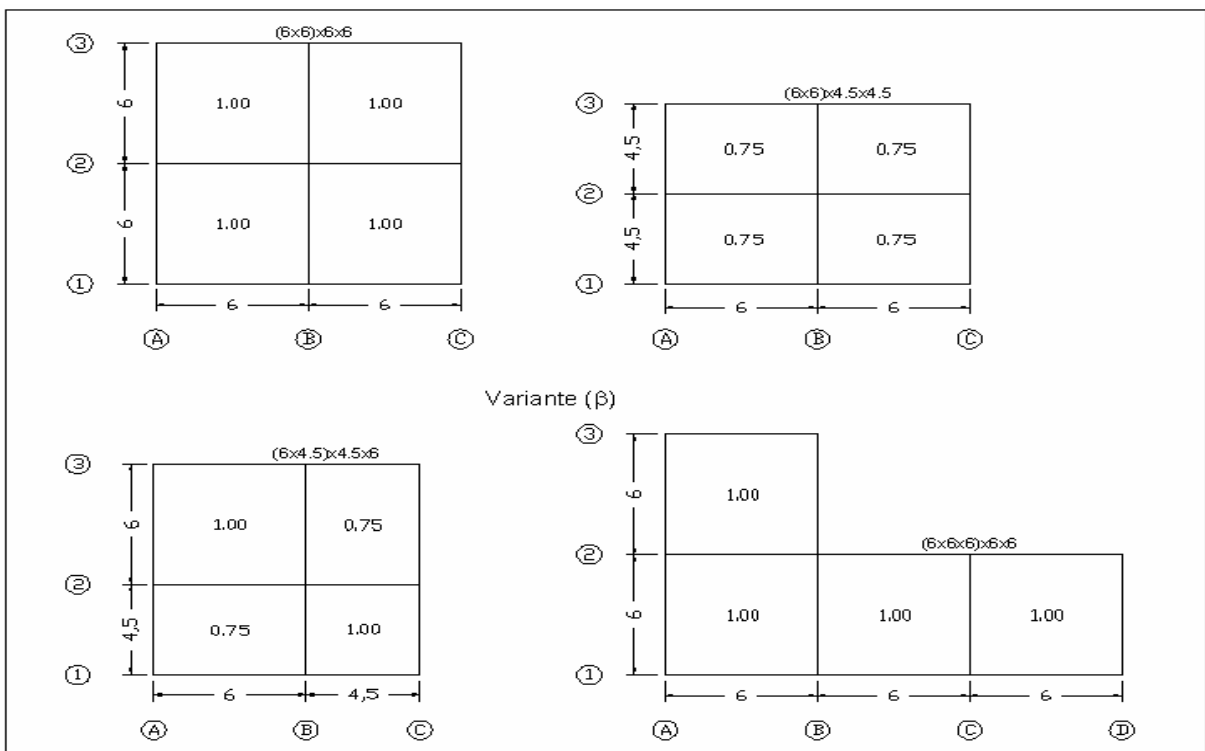 (6x6)x6x6
3
6
1.00 1.00
2
6
1.00 1.00
1
6 6
A B C
(6x6)x4.5x4.5
3
4,5
0.75 0.75
2
4,5
0.75 0.75
1
6 6
A B C
Variante (β)
(6x4.5)x4.5x6
3
6
1.00 0.75
2
4,5
0.75 1.00
1
6 4,5
A B C
3
6
1.00
(6x6x6)x6x6
2
6
1.00 1.00 1.00
1
6 6 6
A B C D